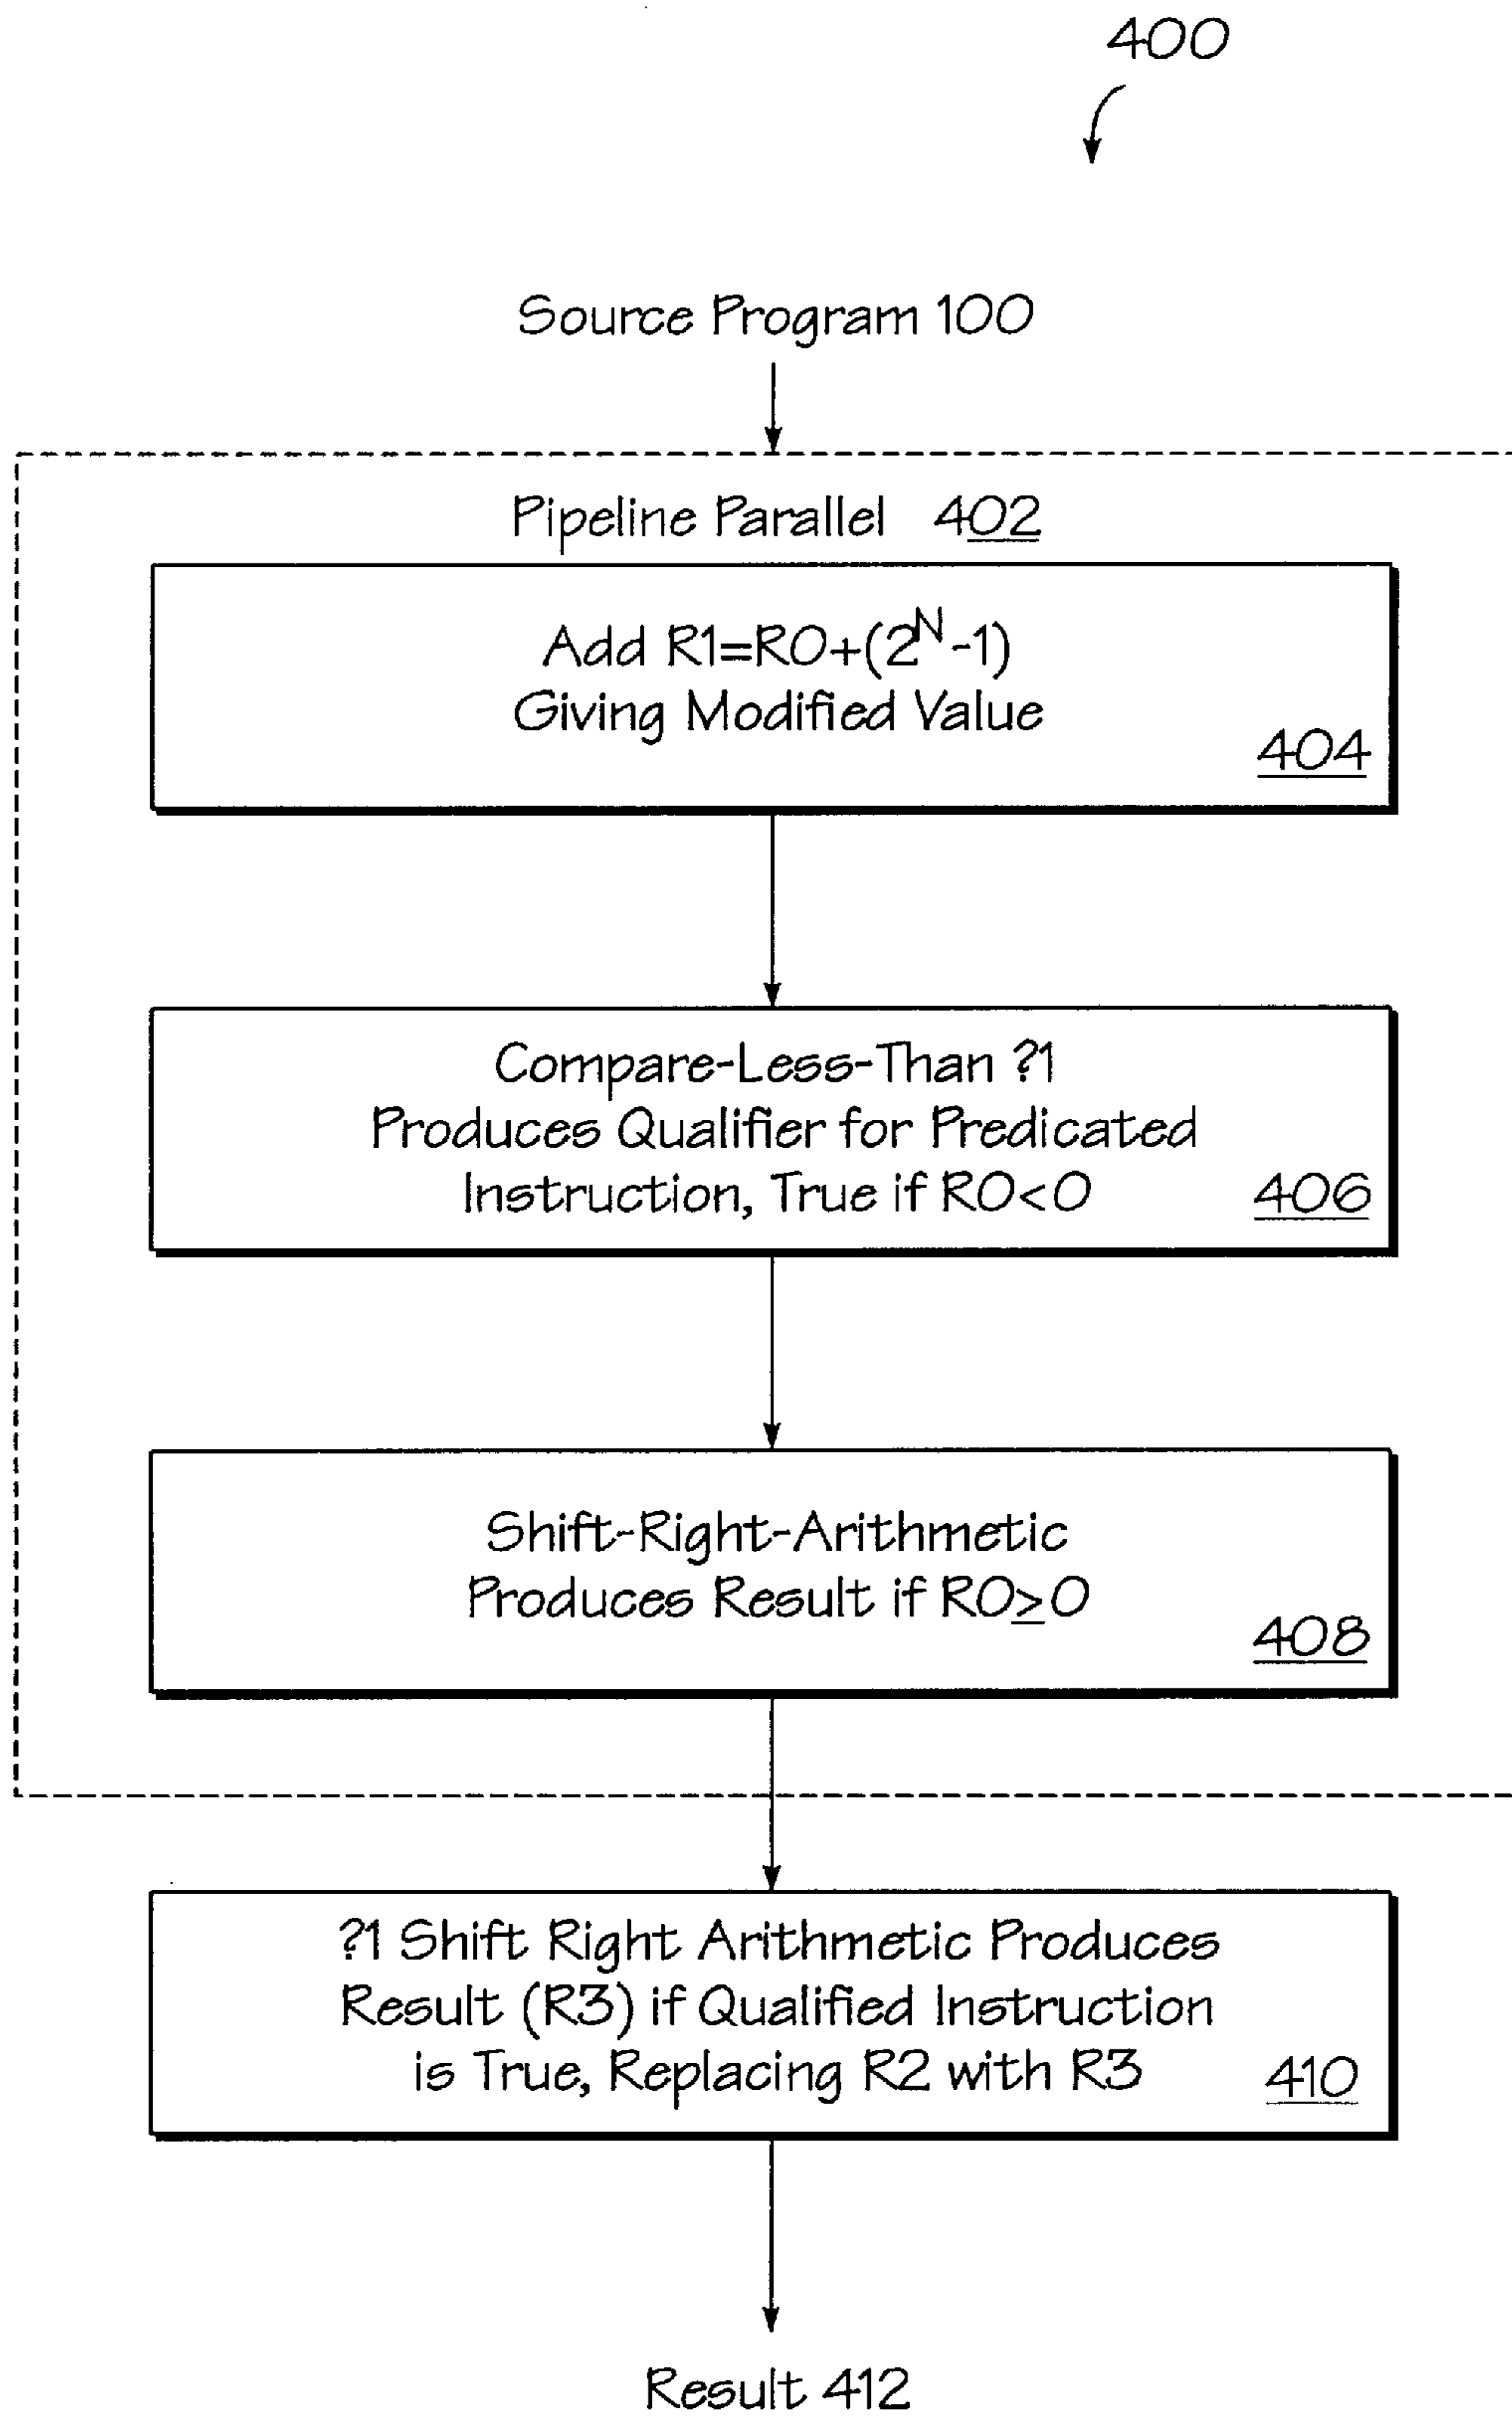 400
Source Program 100
Pipeline Parallel 402
Add R1=R0+(2^N-1)
Giving Modified Value
404
Compare-Less-Than ?1
Produces Qualifier for Predicated
Instruction, True if R0<0 406
Shift-Right-Arithmetic
Produces Result if R0≥0
408
?1 Shift Right Arithmetic Produces
Result (R3) if Qualified Instruction
is True, Replacing R2 with R3 410
Result 412